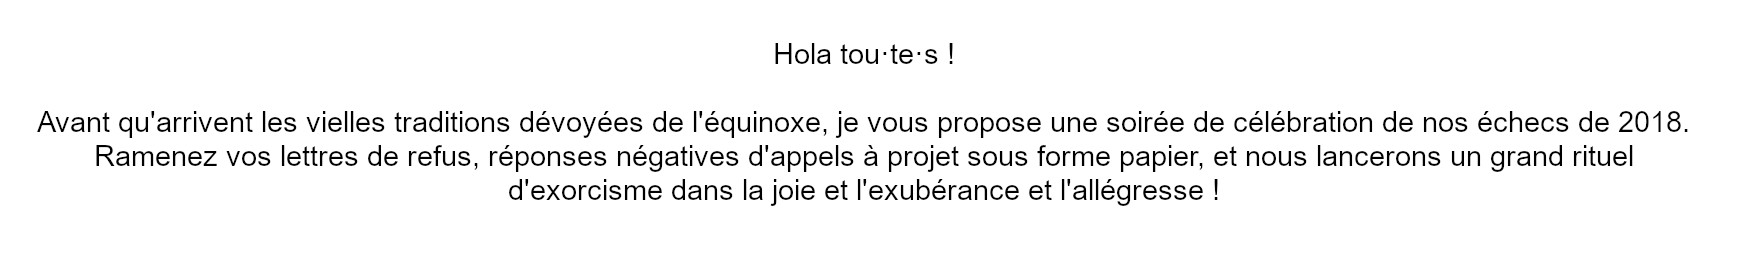 Hola tou·te·s !
Avant qu'arrivent les vielles traditions dévoyées de l'équinoxe, je vous propose une soirée de célébration de nos échecs de 2018.
Ramenez vos lettres de refus, réponses négatives d'appels à projet sous forme papier, et nous lancerons un grand rituel
d'exorcisme dans la joie et l'exubérance et l'allégresse !